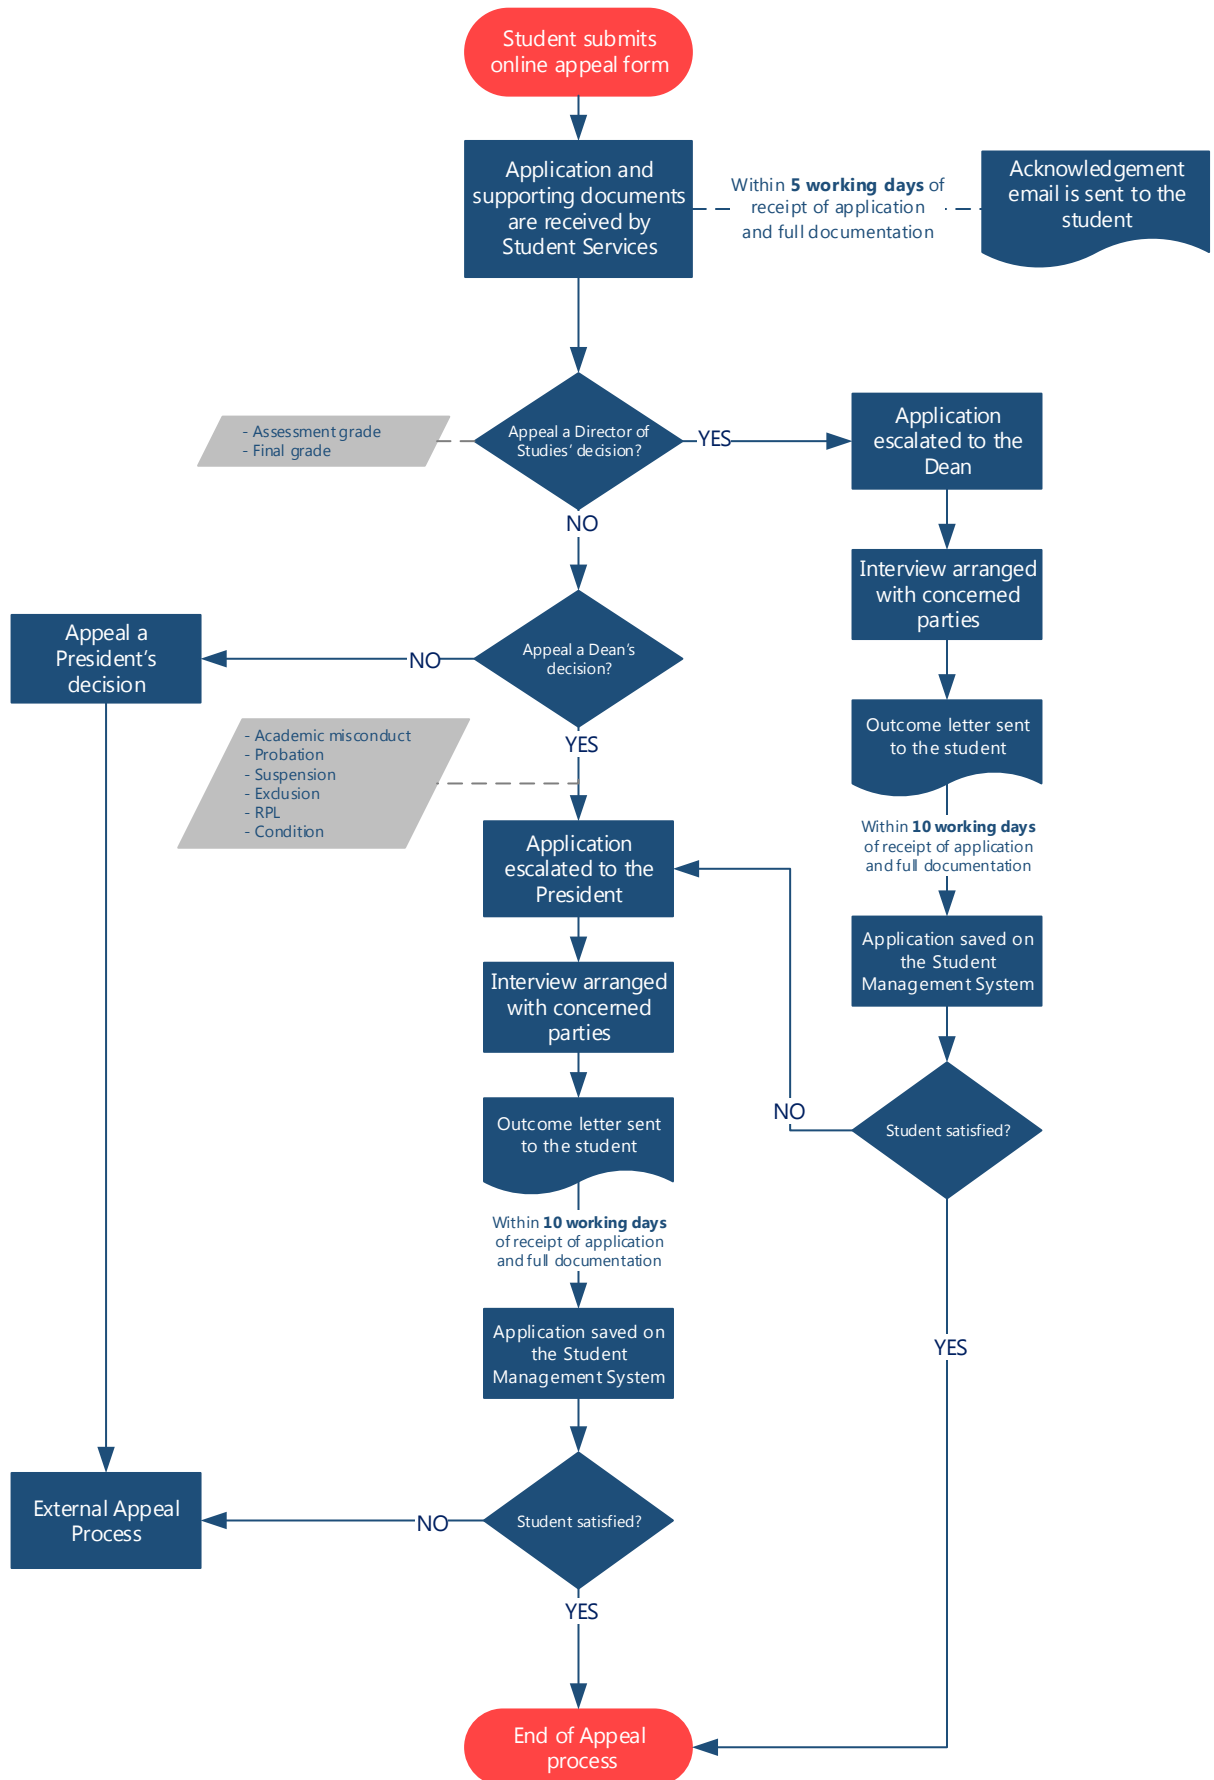 Student submits
online appeal form
Application and
supporting documents
are received by
Student Services
Within 5 working days of
receipt of application
and full documentation
Acknowledgement
email is sent to the
student
- Assessment grade
- Final grade
Appeal a Director of
Studies' decision?
YES
Application
escalated to the
Dean
NO
Interview arranged
with concerned
parties
Appeal a
President's
decision
NO
Appeal a Dean's
decision?
Outcome letter sent
to the student
- Academic misconduct
- Probation
- Suspension
- Exclusion
- RPL
- Condition
YES
Within 10 working days
of receipt of application
and full documentation
Application
escalated to the
President
Application saved on
the Student
Management System
Interview arranged
with concerned
parties
NO
Student satisfied?
Outcome letter sent
to the student
Within 10 working days
of receipt of application
and full documentation
Application saved on
the Student
Management System
YES
External Appeal
Process
NO
Student satisfied?
YES
End of Appeal
process